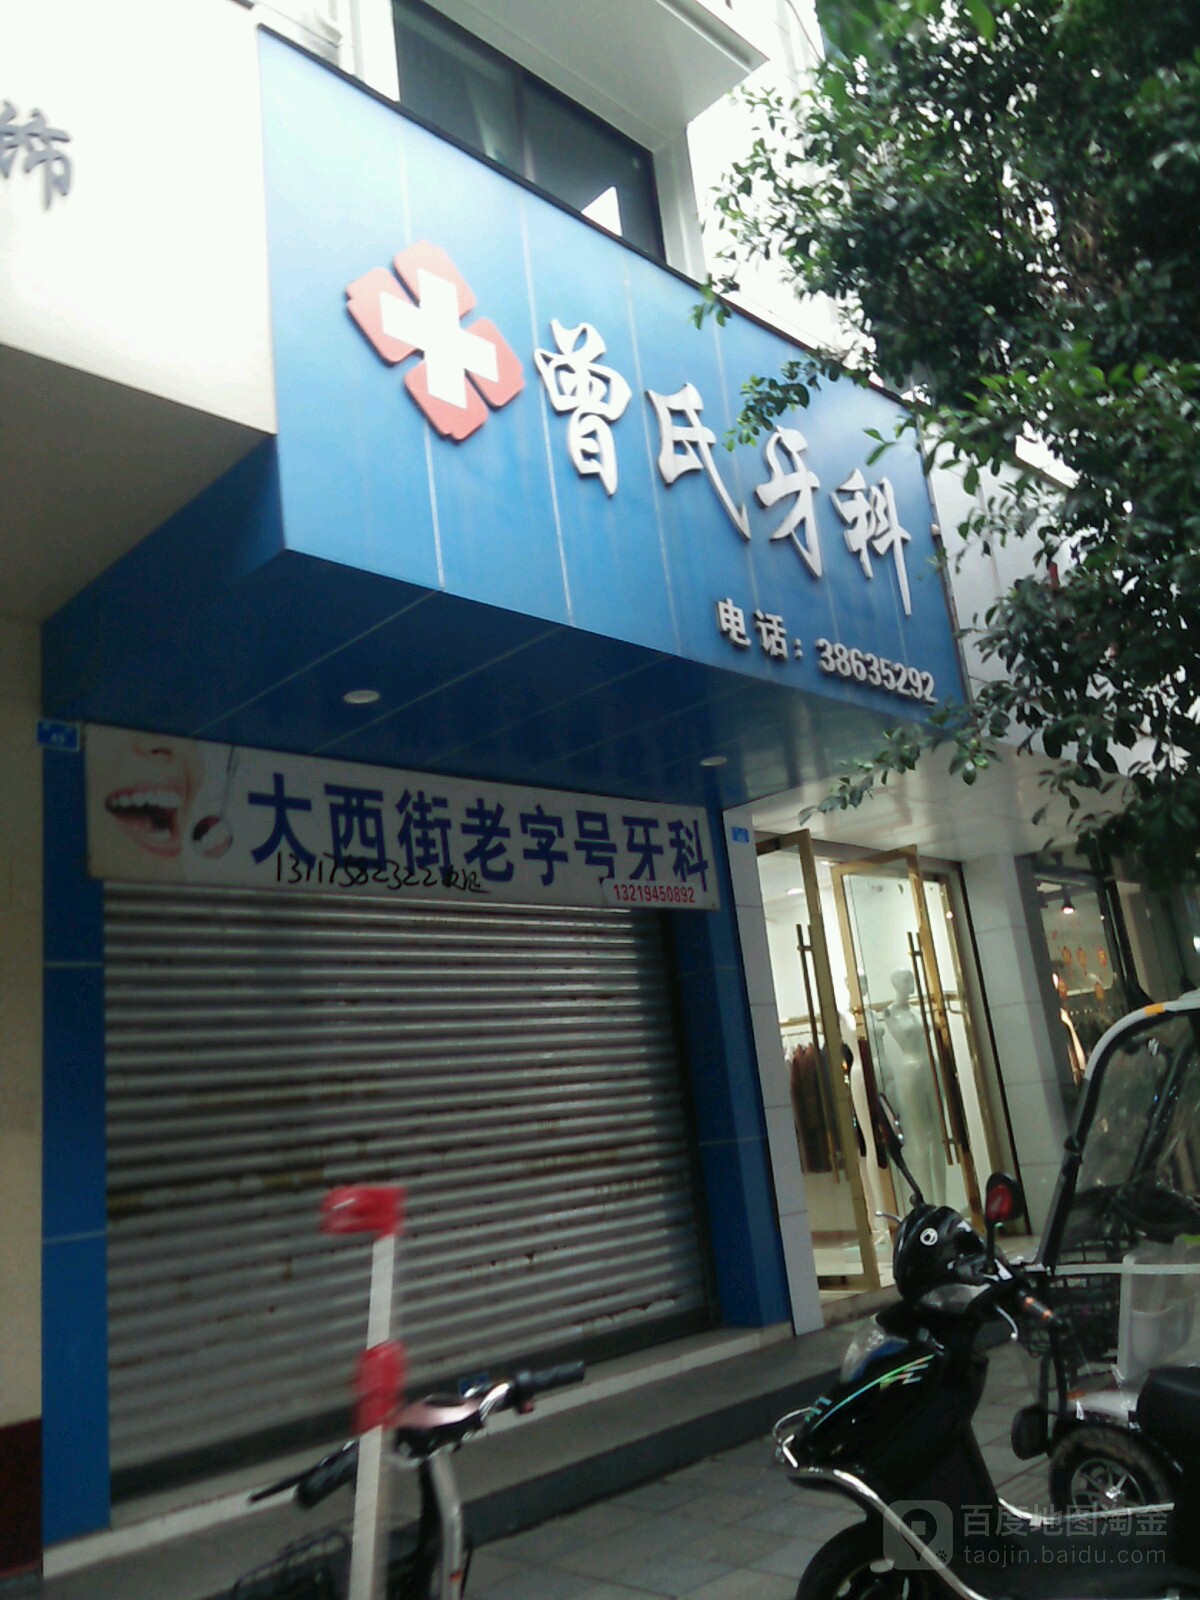 饰
曾氏牙科
电话：38635292
大西街老字号牙科
13219450892
百度地图淘金
taojin.baidu.com